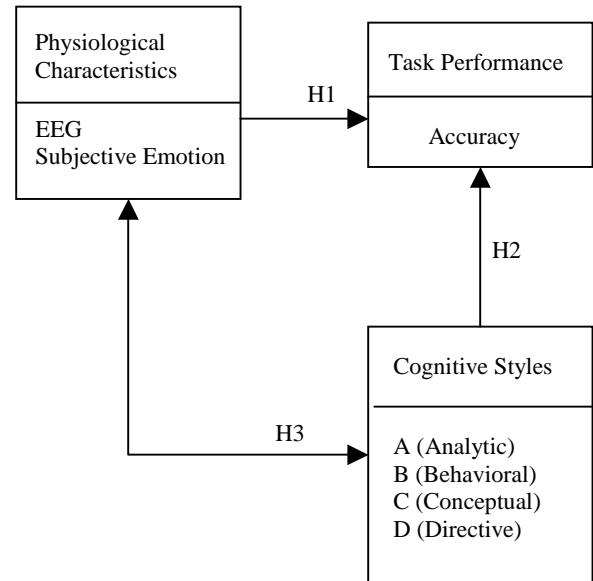 Physiological
Characteristics
EEG
Subjective Emotion
H1
Task Performance
Accuracy
H2
H3
Cognitive Styles
A (Analytic)
B (Behavioral)
C (Conceptual)
D (Directive)